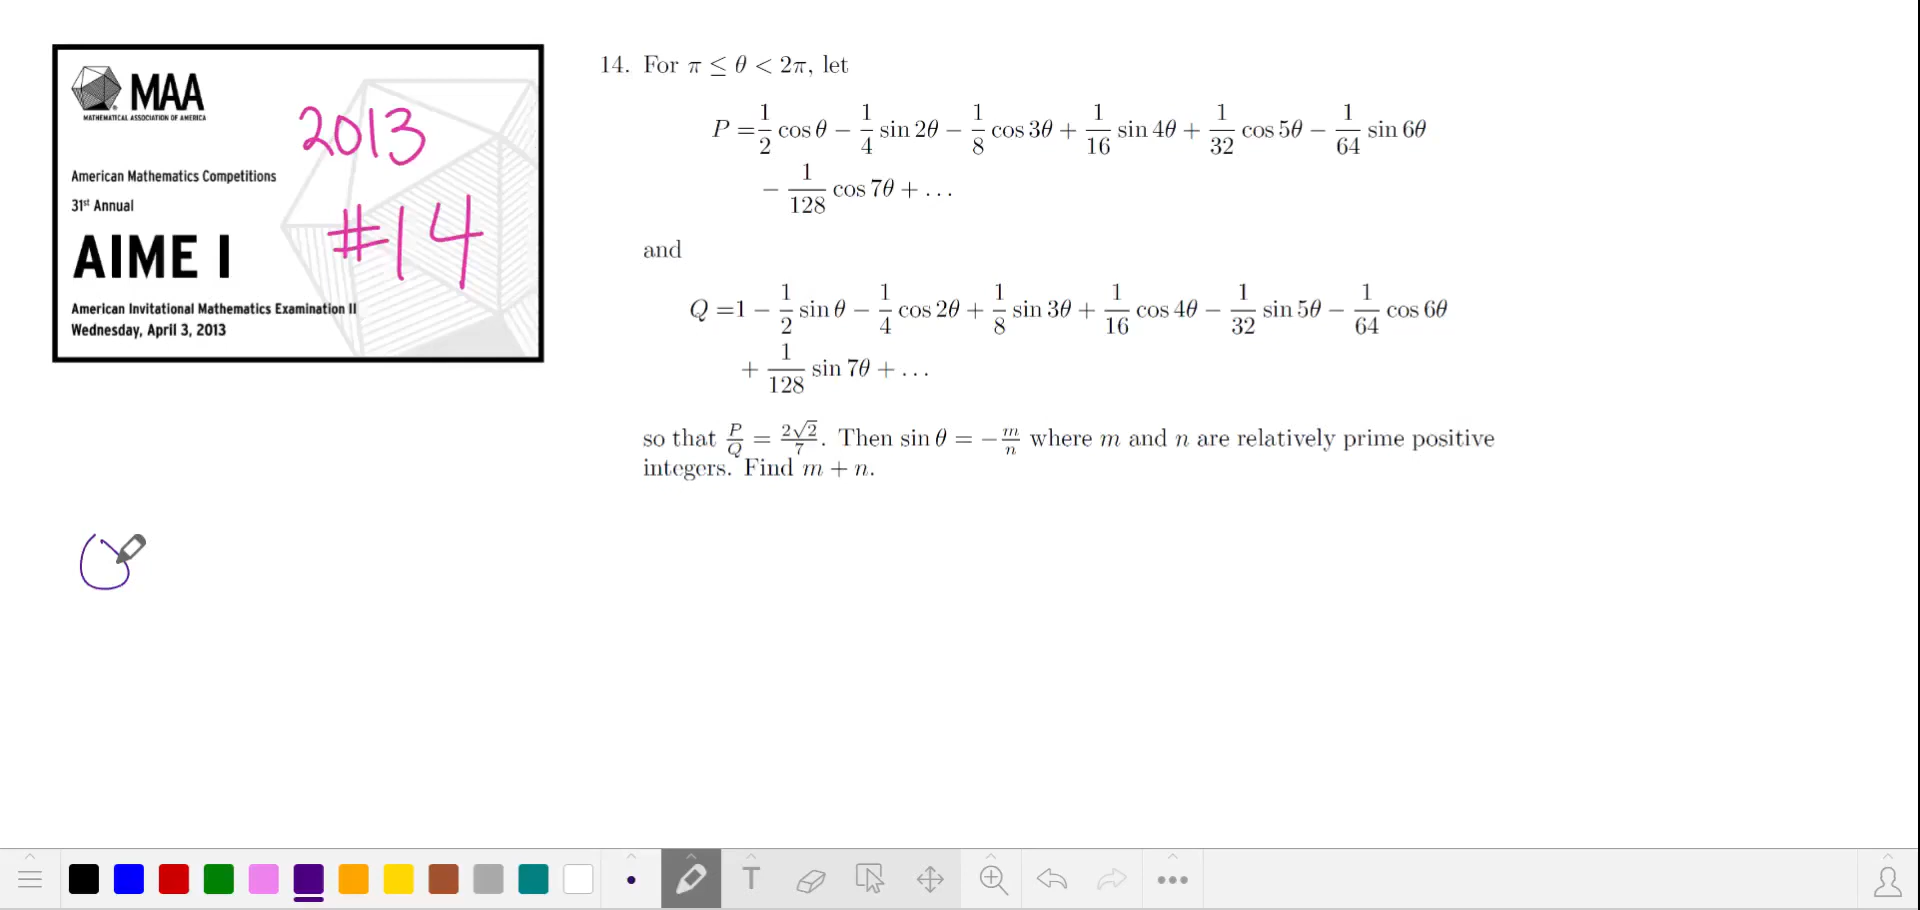 MAA
MATHEMATICAL ASSOCIATION OF AMERICA
2013
American Mathematics Competitions
31st Annual
#14
AIME I
American Invitational Mathematics Examination II
Wednesday, April 3, 2013
14. For π ≤ θ < 2π, let
P = 1/2 cos θ − 1/4 sin 2θ − 1/8 cos 3θ + 1/16 sin 4θ + 1/32 cos 5θ − 1/64 sin 6θ
− 1/128 cos 7θ + ...
and
Q = 1 − 1/2 sin θ − 1/4 cos 2θ + 1/8 sin 3θ + 1/16 cos 4θ − 1/32 sin 5θ − 1/64 cos 6θ
+ 1/128 sin 7θ + ...
so that P/Q = 2√2/7. Then sin θ = −m/n where m and n are relatively prime positive
integers. Find m + n.
T